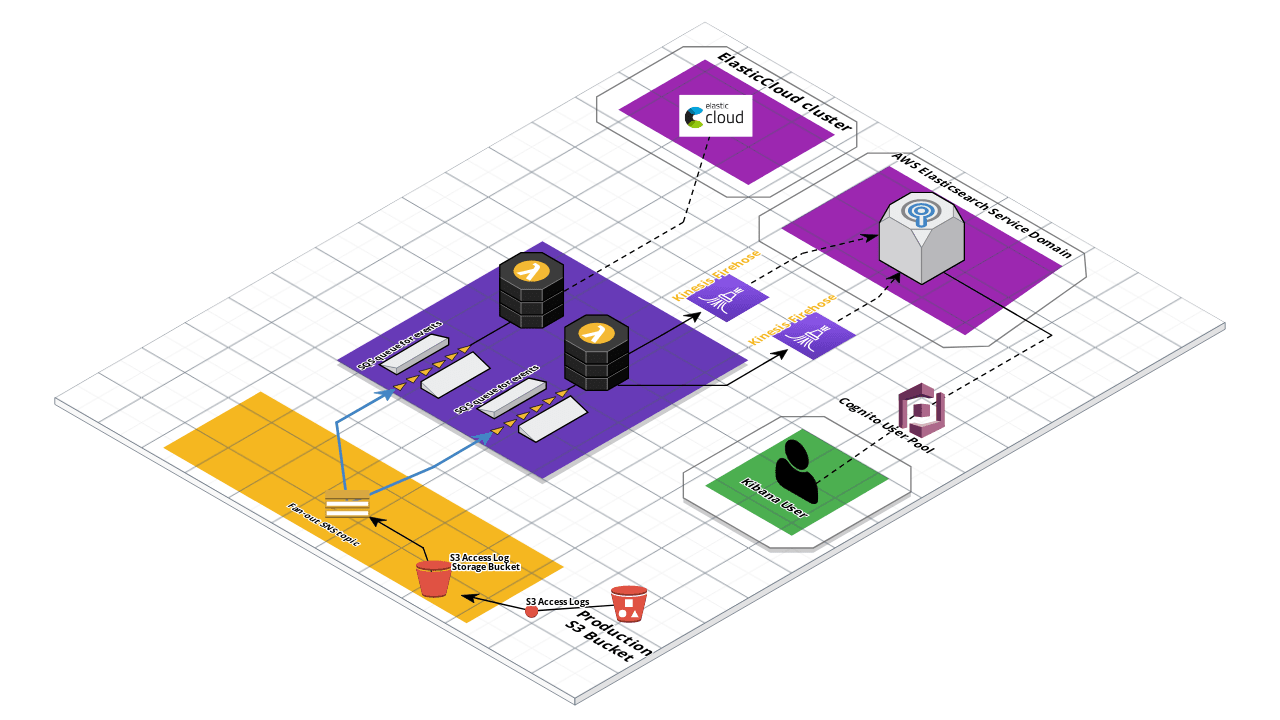 ElasticCloud cluster
elastic
cloud
AWS Elasticsearch Service Domain
Kinesis Firehose
Kinesis Firehose
SQS queue for events
SQS queue for events
Cognito User Pool
Kibana User
Fan-out SNS topic
S3 Access Log
Storage Bucket
S3 Access Logs
Production
S3 Bucket